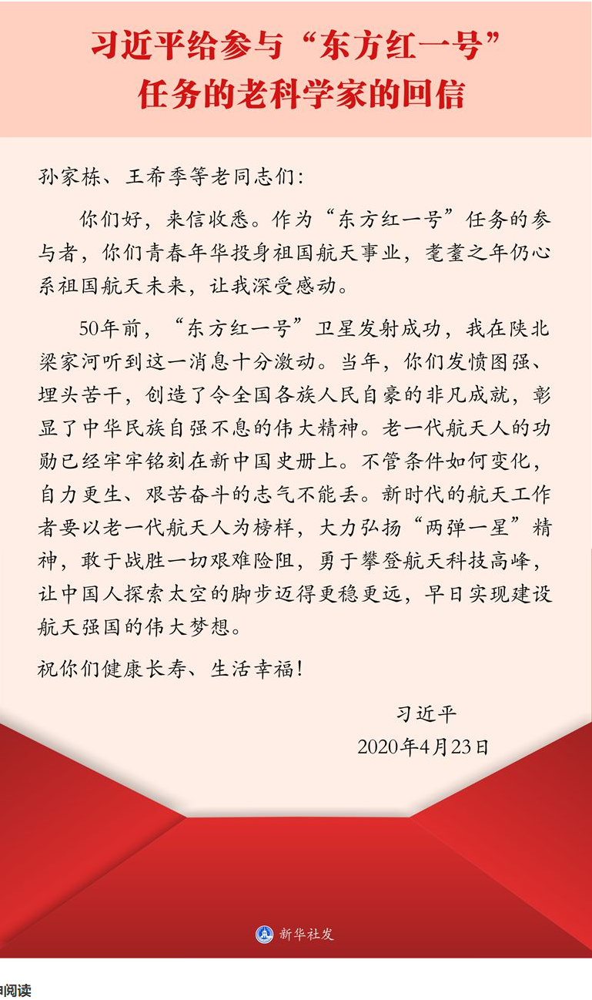 习近平给参与“东方红一号”
任务的老科学家的回信
孙家栋、王希季等老同志们：
你们好，来信收悉。作为“东方红一号”任务的参
与者，你们青春年华投身祖国航天事业，耄耋之年仍心
系祖国航天未来，让我深受感动。
50年前，“东方红一号”卫星发射成功，我在陕北
梁家河听到这一消息十分激动。当年，你们发愤图强、
埋头苦干，创造了令全国各族人民自豪的非凡成就，彰
显了中华民族自强不息的伟大精神。老一代航天人的功
勋已经牢牢铭刻在新中国史册上。不管条件如何变化，
自力更生、艰苦奋斗的志气不能丢。新时代的航天工作
者要以老一代航天人为榜样，大力弘扬“两弹一星”精
神，敢于战胜一切艰难险阻，勇于攀登航天科技高峰，
让中国人探索太空的脚步迈得更稳更远，早日实现建设
航天强国的伟大梦想。
祝你们健康长寿、生活幸福！
习近平
2020年4月23日
新华社发
阅读